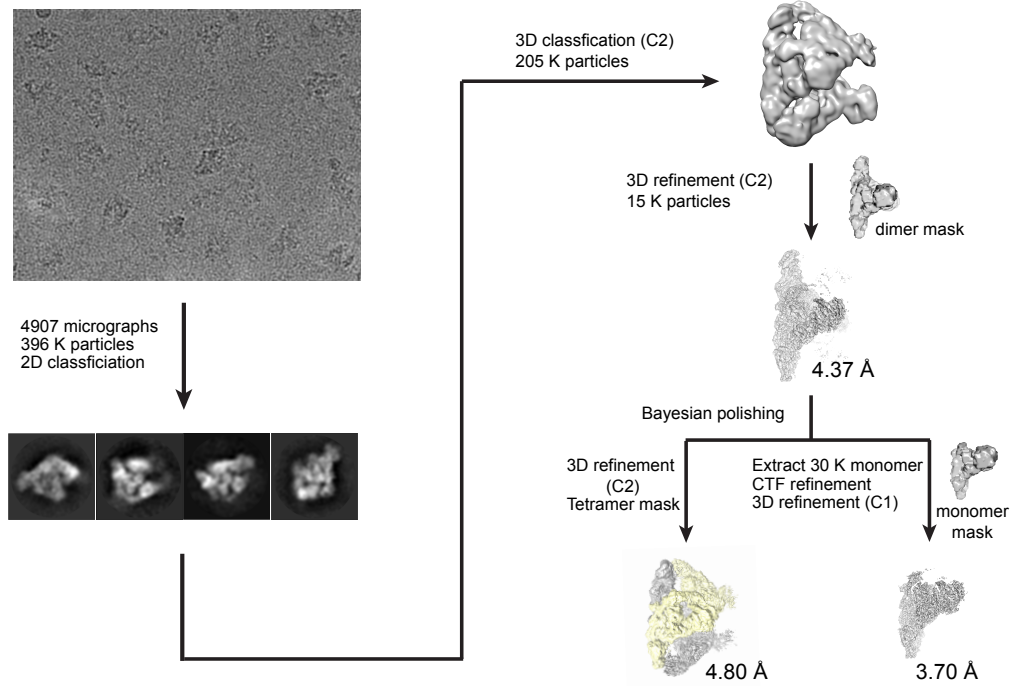 4907 micrographs
396 K particles
2D classficiation
3D classfication (C2)
205 K particles
3D refinement (C2)
15 K particles
dimer mask
4.37 Å
Bayesian polishing
3D refinement
(C2)
Tetramer mask
Extract 30 K monomer
CTF refinement
3D refinement (C1)
monomer
mask
4.80 Å
3.70 Å